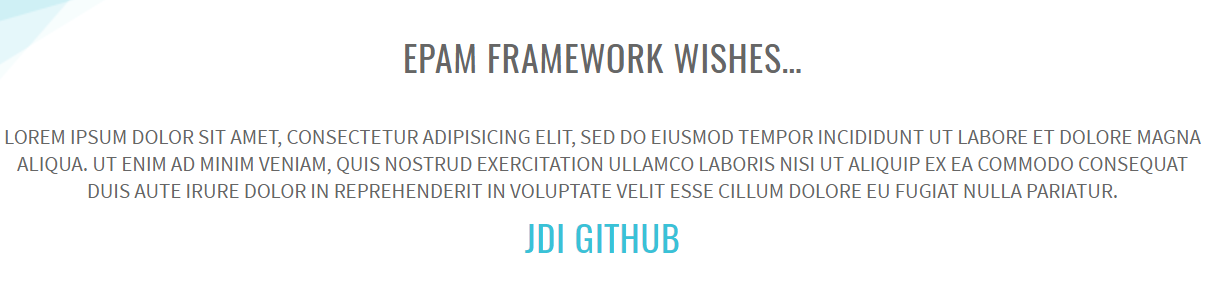 EPAM FRAMEWORK WISHES...
LOREM IPSUM DOLOR SIT AMET, CONSECTETUR ADIPISICING ELIT, SED DO EIUSMOD TEMPOR INCIDIDUNT UT LABORE ET DOLORE MAGNA
ALIQUA. UT ENIM AD MINIM VENIAM, QUIS NOSTRUD EXERCITATION ULLAMCO LABORIS NISI UT ALIQUIP EX EA COMMODO CONSEQUAT
DUIS AUTE IRURE DOLOR IN REPREHENDERIT IN VOLUPTATE VELIT ESSE CILLUM DOLORE EU FUGIAT NULLA PARIATUR.
JDI GITHUB